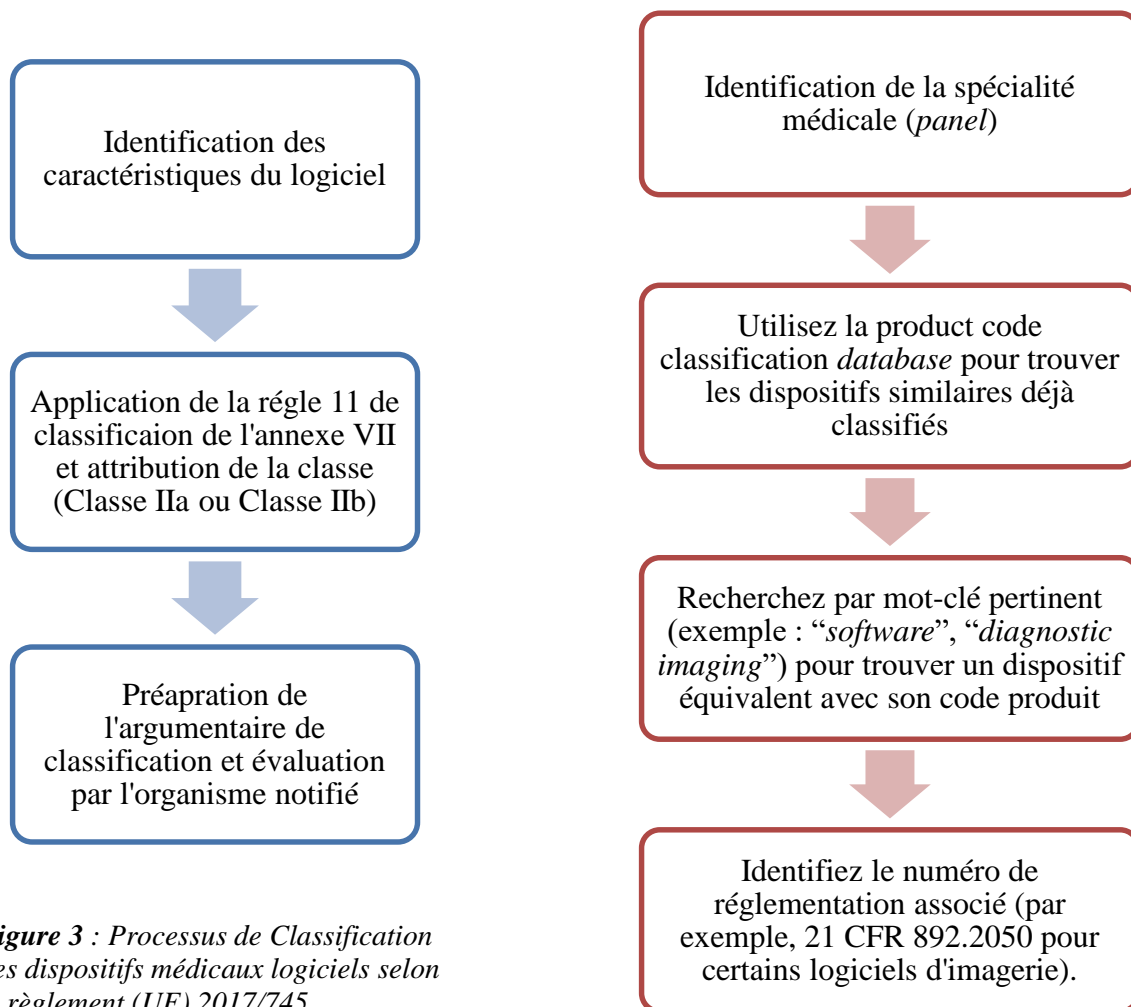 Identification des
caractéristiques du logiciel
Application de la régle 11 de
classificaion de l'annexe VII
et attribution de la classe
(Classe IIa ou Classe IIb)
Préapration de
l'argumentaire de
classification et évaluation
par l'organisme notifié
igure 3 : Processus de Classification
es dispositifs médicaux logiciels selon
règlement (UE) 2017/745
Identification de la spécialité
médicale (panel)
Utilisez la product code
classification database pour trouver
les dispositifs similaires déjà
classifiés
Recherchez par mot-clé pertinent
(exemple : “software”, “diagnostic
imaging”) pour trouver un dispositif
équivalent avec son code produit
Identifiez le numéro de
réglementation associé (par
exemple, 21 CFR 892.2050 pour
certains logiciels d'imagerie).